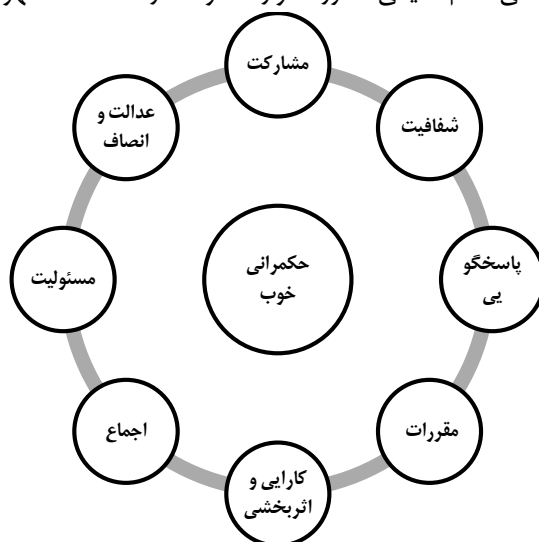 مشارکت
شفافیت
پاسخگو
یی
مقررات
کارایی و
اثربخشی
اجماع
مسئولیت
عدالت و
انصاف
حکمرانی
خوب